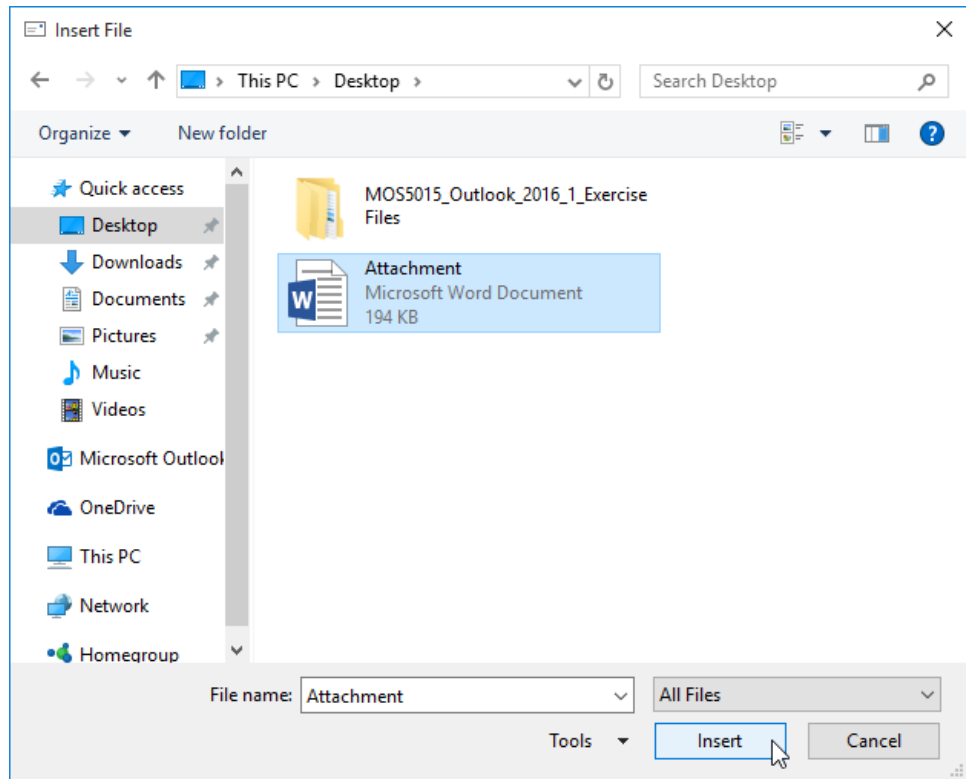 Insert File
This PC > Desktop >
Search Desktop
Organize
New folder
?
Quick access
Desktop
Downloads
Documents
Pictures
Music
Videos
Microsoft Outlook
OneDrive
This PC
Network
Homegroup
MOS5015_Outlook_2016_1_Exercise
Files
W
Attachment
Microsoft Word Document
194 KB
File name:
Attachment
All Files
Tools
Insert
Cancel